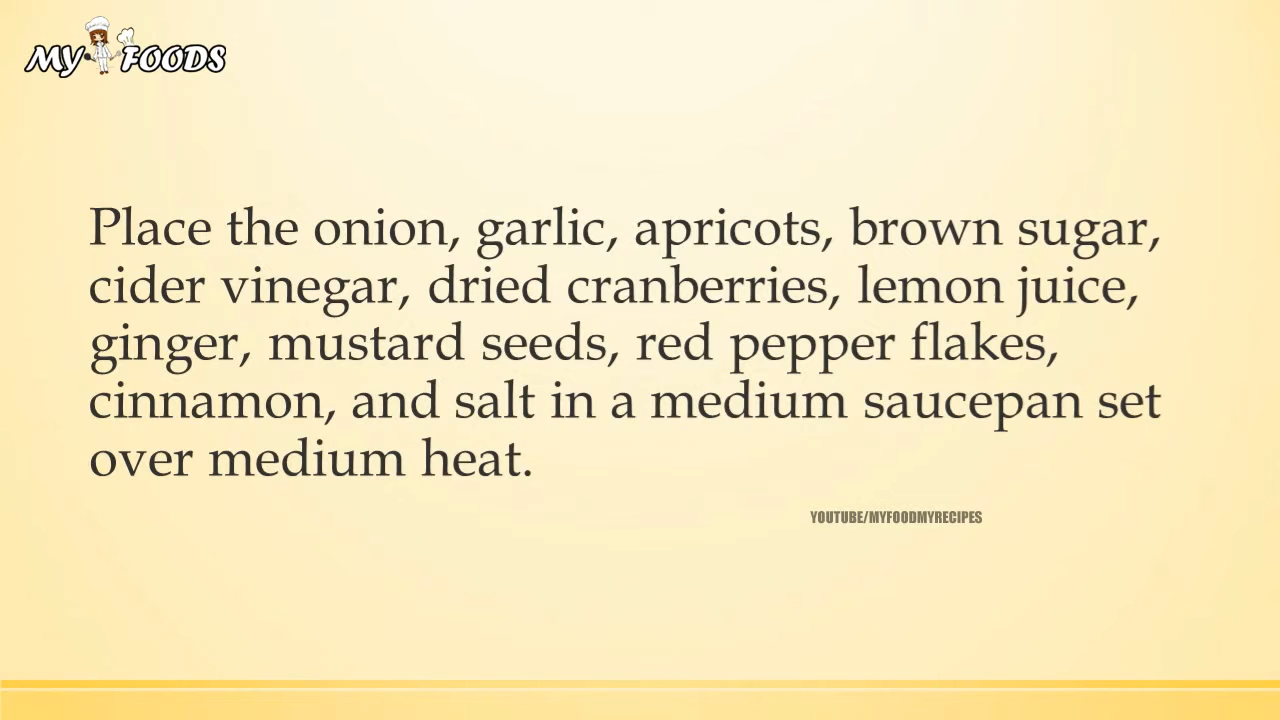 MY FOODS
Place the onion, garlic, apricots, brown sugar,
cider vinegar, dried cranberries, lemon juice,
ginger, mustard seeds, red pepper flakes,
cinnamon, and salt in a medium saucepan set
over medium heat.
YOUTUBE/MYFOODMYRECIPES